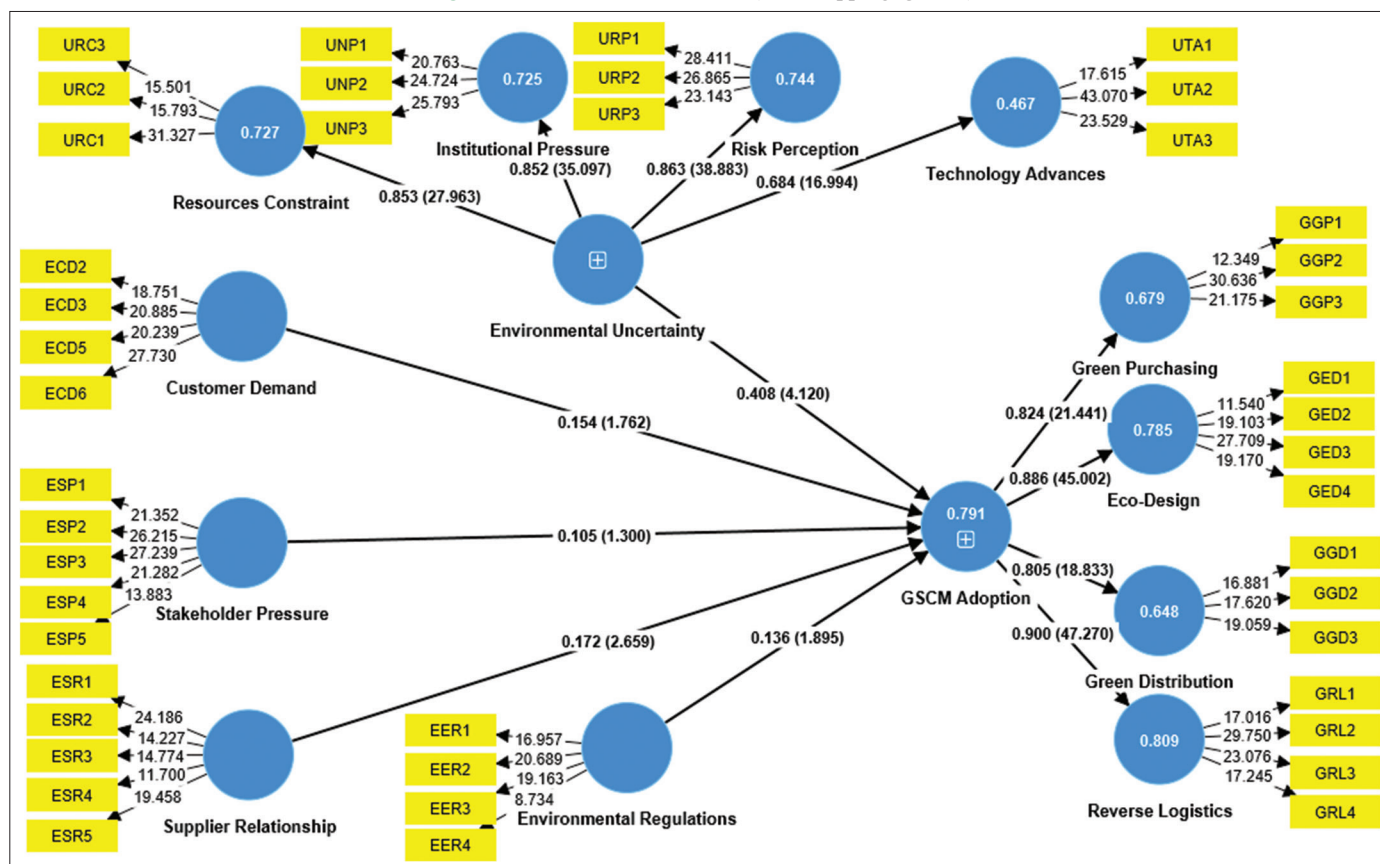 URC3
URC2
URC1
15.501
15.793
31.327
0.727
Resources Constraint
UNP1
UNP2
UNP3
20.763
24.724
25.793
0.725
Institutional Pressure
0.852 (35.097)
URP1
URP2
URP3
28.411
26.865
23.143
0.744
Risk Perception
0.863 (38.883)
0.467
17.615
43.070
23.529
UTA1
UTA2
UTA3
Technology Advances
0.684 (16.994)
0.853 (27.963)
Environmental Uncertainty
0.408 (4.120)
ECD2
ECD3
ECD5
ECD6
18.751
20.885
20.239
27.730
Customer Demand
0.154 (1.762)
ESP1
ESP2
ESP3
ESP4
ESP5
21.352
26.215
27.239
21.282
13.883
Stakeholder Pressure
0.105 (1.300)
ESR1
ESR2
ESR3
ESR4
ESR5
24.186
14.227
14.774
11.700
19.458
Supplier Relationship
0.172 (2.659)
EER1
EER2
EER3
EER4
16.957
20.689
19.163
8.734
Environmental Regulations
0.136 (1.895)
0.791
GSCM Adoption
0.679
12.349
30.636
21.175
GGP1
GGP2
GGP3
Green Purchasing
0.824 (21.441)
0.785
11.540
19.103
27.709
19.170
GED1
GED2
GED3
GED4
Eco-Design
0.886 (45.002)
0.805 (18.833)
0.648
16.881
17.620
19.059
GGD1
GGD2
GGD3
Green Distribution
0.900 (47.270)
0.809
17.016
29.750
23.076
17.245
GRL1
GRL2
GRL3
GRL4
Reverse Logistics